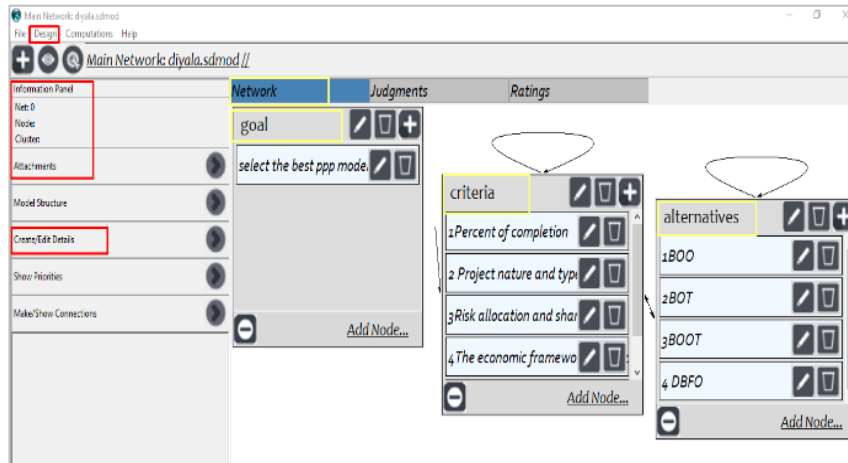 Main Network: diyala.sdmod
File Design Computations Help
Main Network: diyala.sdmod //
Information Panel
Net: 0
Node:
Cluster:
Attachments
Model Structure
Create/Edit Details
Show Priorities
Make/Show Connections
Network Judgments Ratings
goal
select the best ppp mode
Add Node...
criteria
1Percent of completion
2 Project nature and type
3Risk allocation and shar
4The economic framewo
Add Node...
alternatives
1BOO
2BOT
3BOOT
4 DBFO
Add Node...